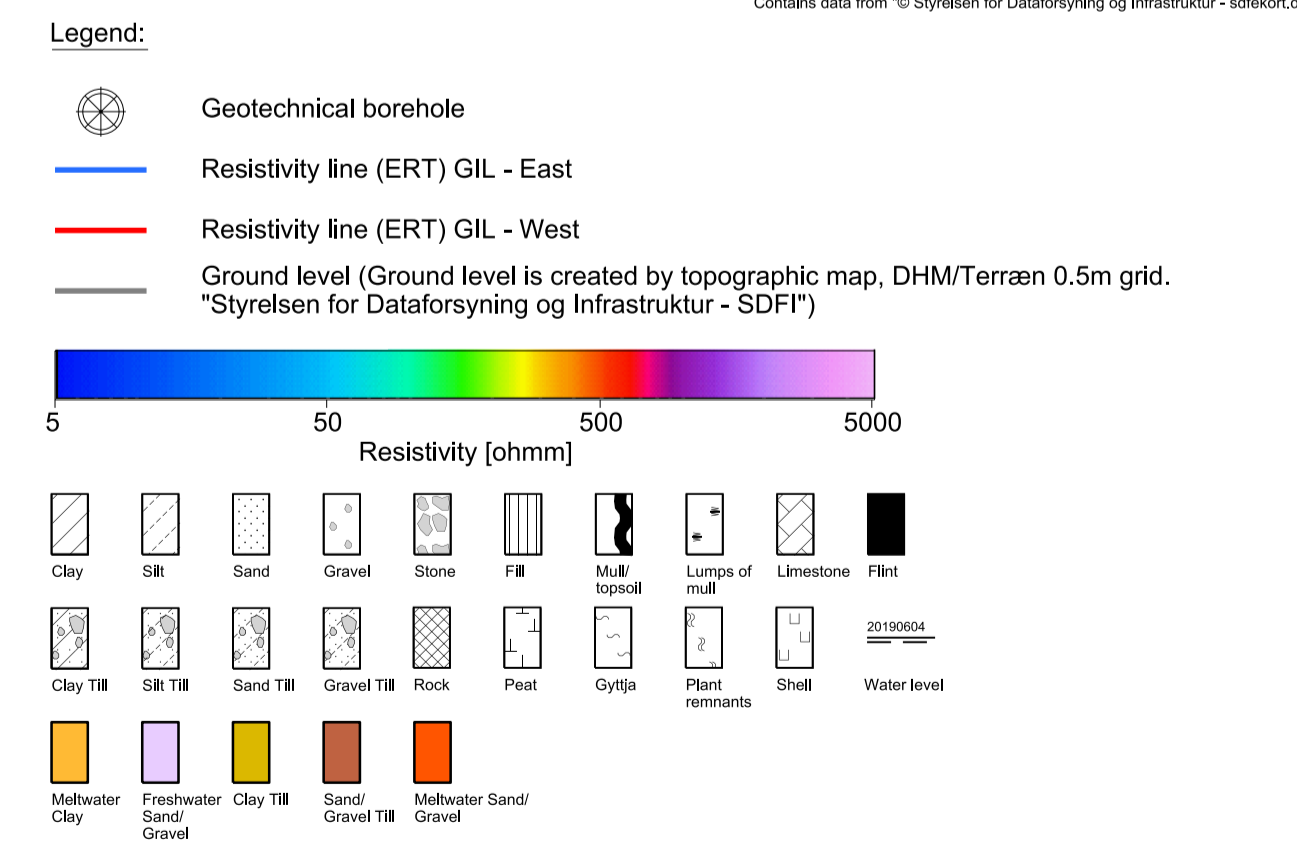 Contains data from "© Styrelsen for Dataforsyning og Infrastruktur - sdfekort.d
Legend:
Geotechnical borehole
Resistivity line (ERT) GIL - East
Resistivity line (ERT) GIL - West
Ground level (Ground level is created by topographic map, DHM/Terræn 0.5m grid.
"Styrelsen for Dataforsyning og Infrastruktur - SDFI")
5 50 500 5000
Resistivity [ohmm]
Clay Silt Sand Gravel Stone Fill Mull/ Lumps of Limestone Flint
topsoil mull
20190604
Clay Till Silt Till Sand Till Gravel Till Rock Peat Gyttja Plant Shell Water level
remnants
Meltwater Freshwater Clay Till Sand/ Meltwater Sand/
Clay Sand/ Gravel Till Gravel
Gravel